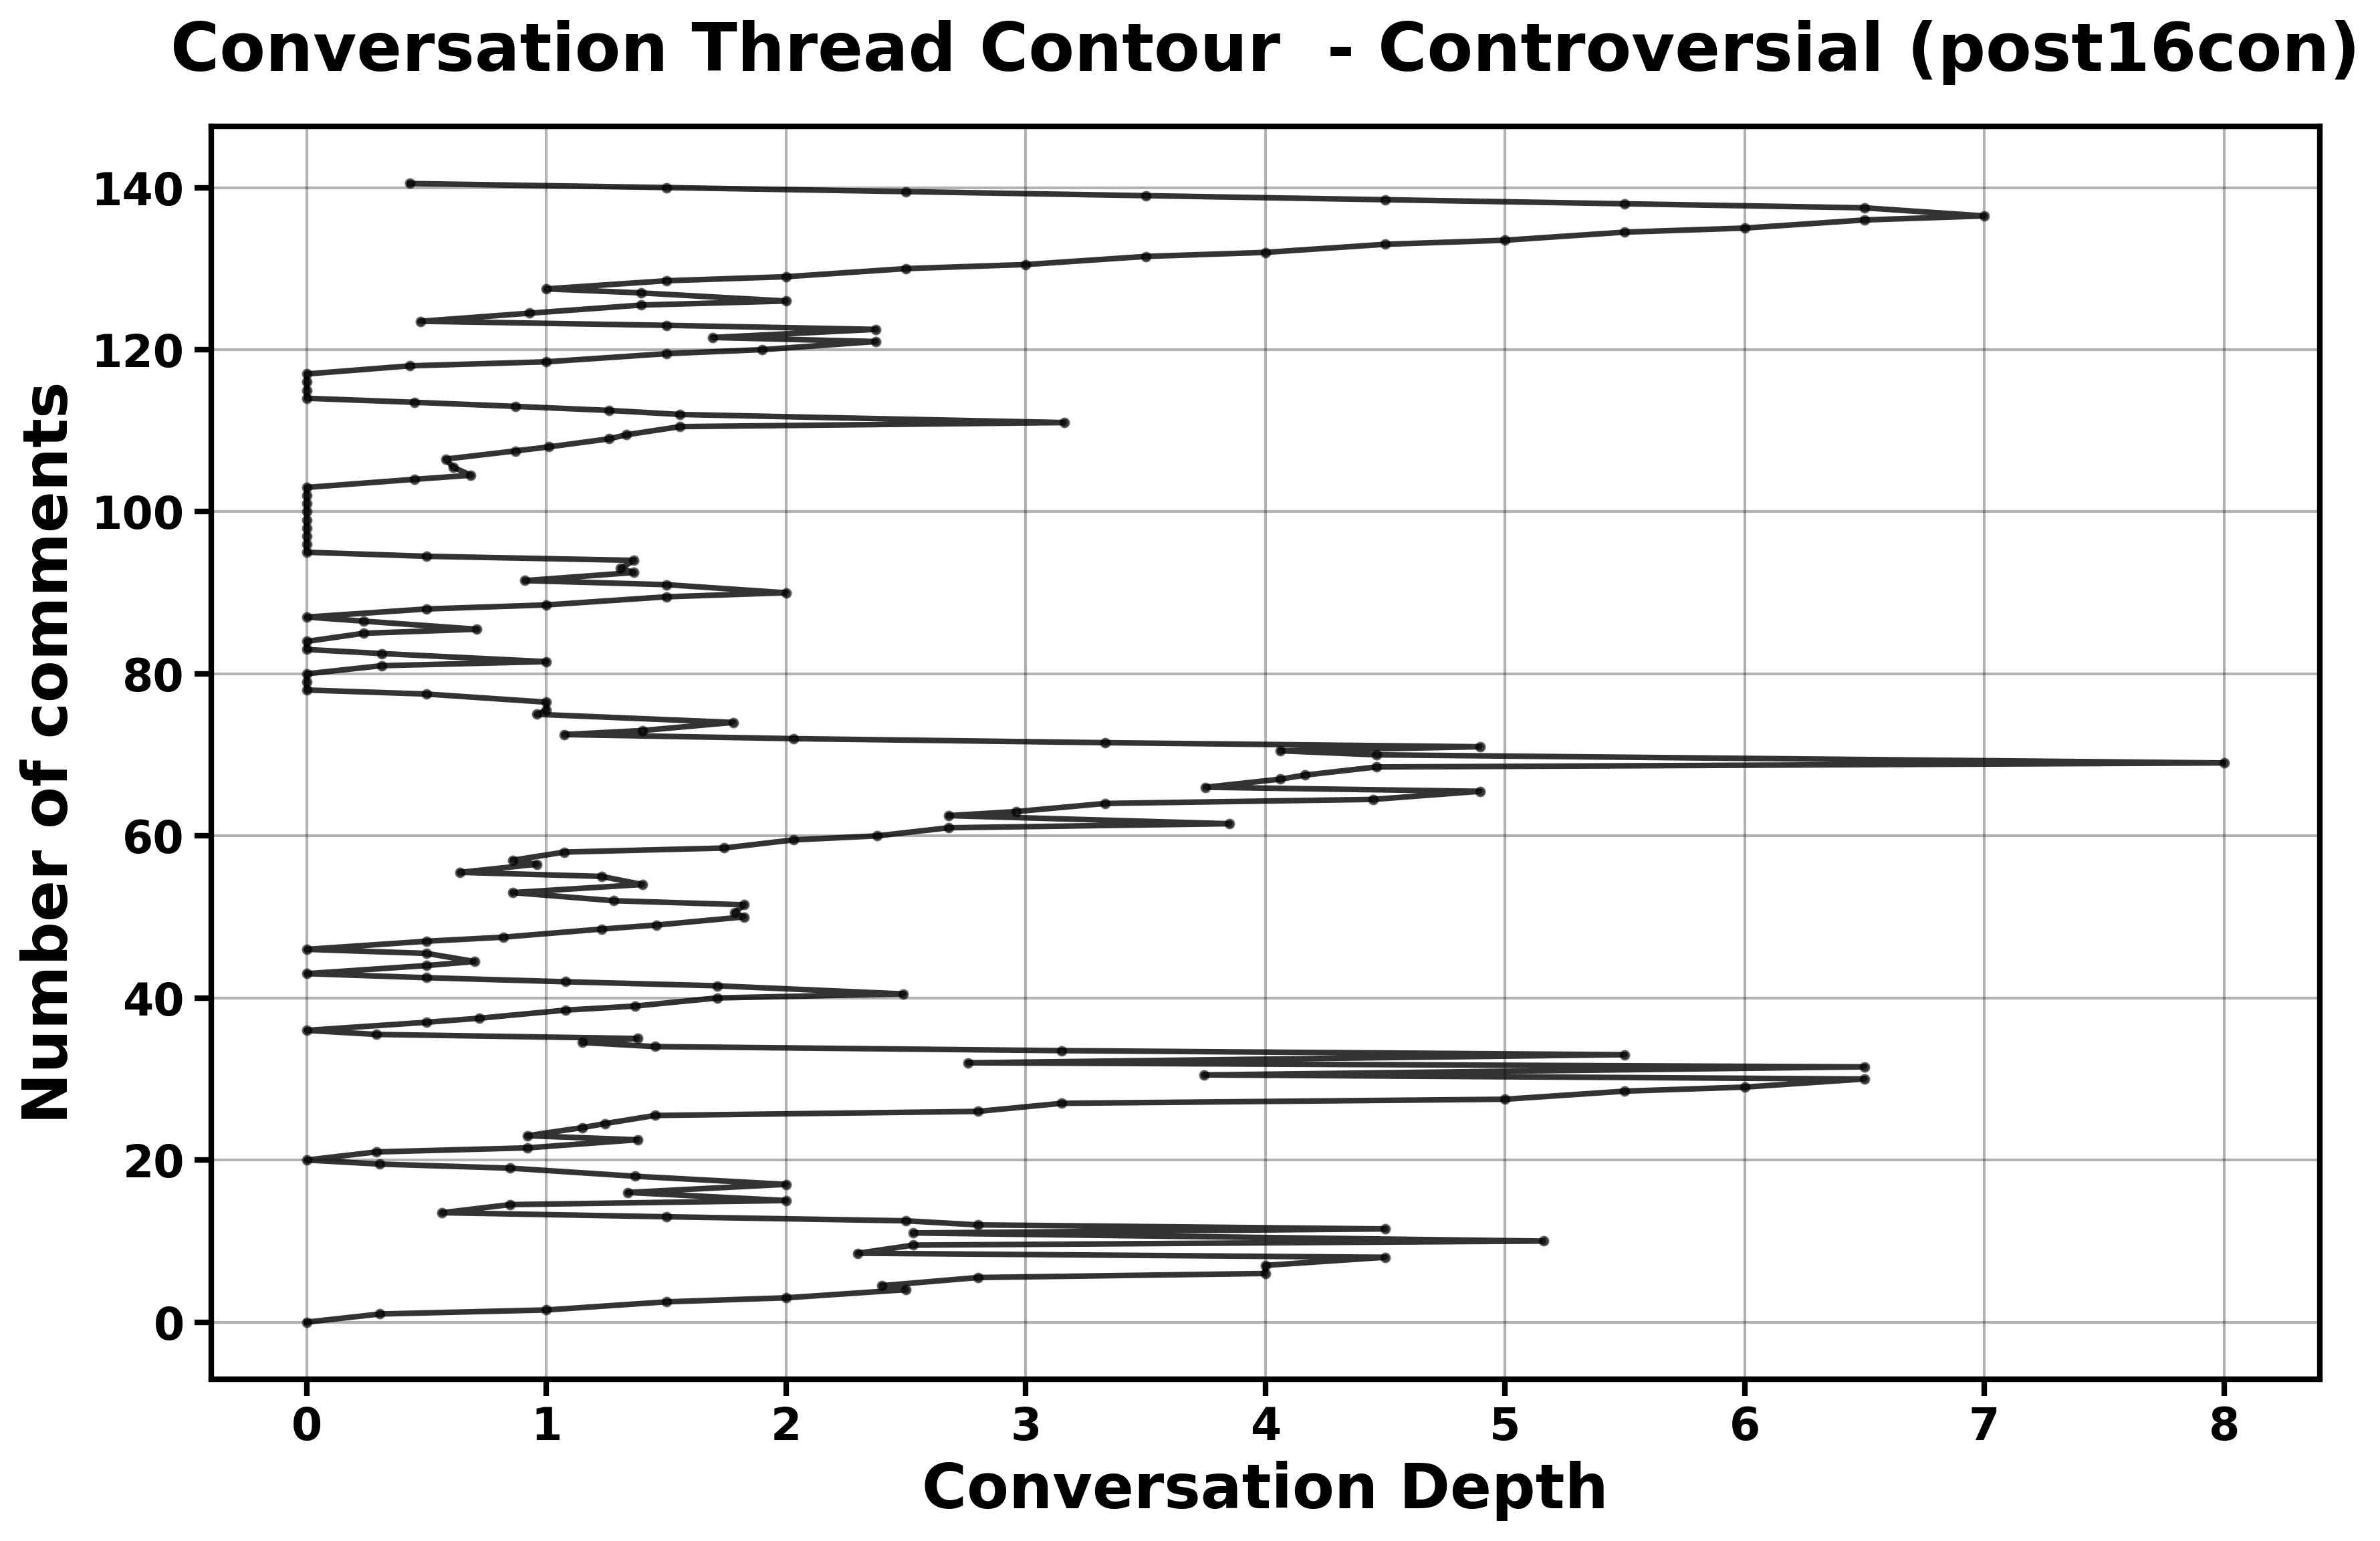 Conversation Thread Contour  - Controversial (post16con)
Number of comments
140
120
100
80
60
40
20
0
0 1 2 3 4 5 6 7 8
Conversation Depth